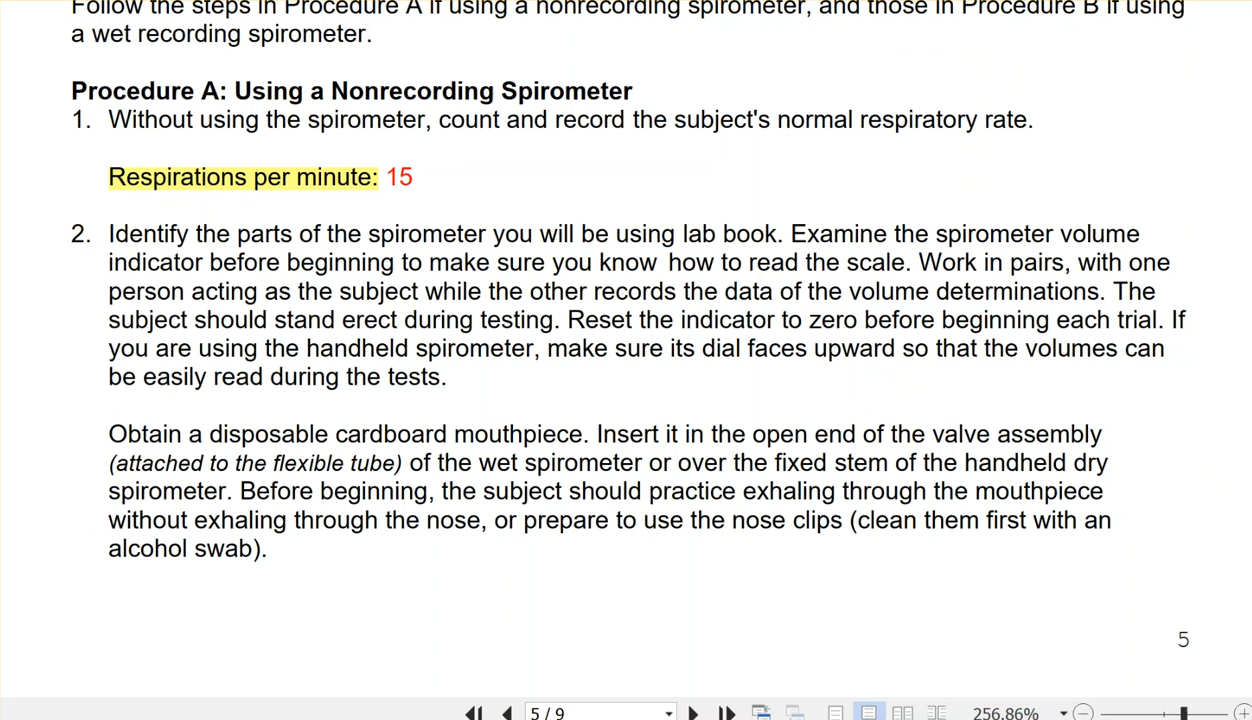 Follow the steps in Procedure A if using a nonrecording spirometer, and those in Procedure B if using
a wet recording spirometer.
Procedure A: Using a Nonrecording Spirometer
1. Without using the spirometer, count and record the subject's normal respiratory rate.
Respirations per minute: 15
2. Identify the parts of the spirometer you will be using lab book. Examine the spirometer volume
indicator before beginning to make sure you know how to read the scale. Work in pairs, with one
person acting as the subject while the other records the data of the volume determinations. The
subject should stand erect during testing. Reset the indicator to zero before beginning each trial. If
you are using the handheld spirometer, make sure its dial faces upward so that the volumes can
be easily read during the tests.
Obtain a disposable cardboard mouthpiece. Insert it in the open end of the valve assembly
(attached to the flexible tube) of the wet spirometer or over the fixed stem of the handheld dry
spirometer. Before beginning, the subject should practice exhaling through the mouthpiece
without exhaling through the nose, or prepare to use the nose clips (clean them first with an
alcohol swab).
5
5 / 9 256.86%